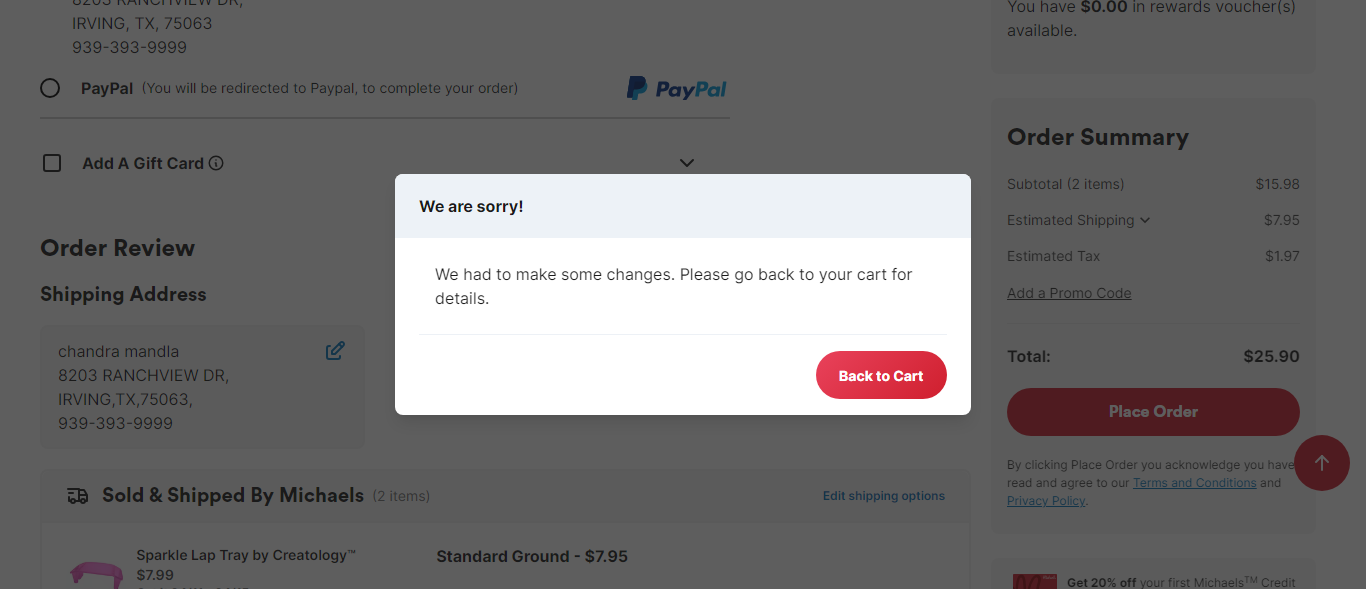 8203 RANCHVIEW DR,
IRVING, TX, 75063
939-393-9999
PayPal (You will be redirected to Paypal, to complete your order)
PayPal
Add A Gift Card
Order Review
Shipping Address
chandra mandla
8203 RANCHVIEW DR,
IRVING,TX,75063,
939-393-9999
Sold & Shipped By Michaels (2 items)
Edit shipping options
Sparkle Lap Tray by Creatology™
$7.99
Standard Ground - $7.95
We are sorry!
We had to make some changes. Please go back to your cart for
details.
Back to Cart
You have $0.00 in rewards voucher(s)
available.
Order Summary
Subtotal (2 items) $15.98
Estimated Shipping $7.95
Estimated Tax $1.97
Add a Promo Code
Total: $25.90
Place Order
By clicking Place Order you acknowledge you have
read and agree to our Terms and Conditions and
Privacy Policy.
Get 20% off your first Michaels™ Credit